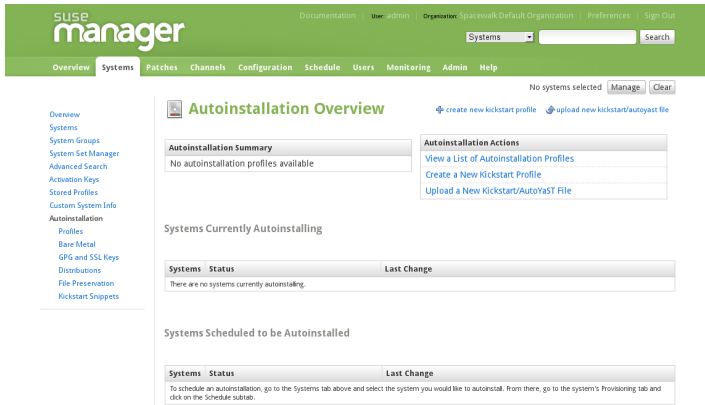 suse manager
Documentation | User: admin | Organization: Spacewalk Default Organization | Preferences | Sign Out
Systems Search
Overview Systems Patches Channels Configuration Schedule Users Monitoring Admin Help
No systems selected Manage Clear
Overview
Systems
System Groups
System Set Manager
Advanced Search
Activation Keys
Stored Profiles
Custom System Info
Autoinstallation
Profiles
Bare Metal
GPG and SSL Keys
Distributions
File Preservation
Kickstart Snippets
Autoinstallation Overview
create new kickstart profile upload new kickstart/autoyast file
Autoinstallation Summary
No autoinstallation profiles available
Autoinstallation Actions
View a List of Autoinstallation Profiles
Create a New Kickstart Profile
Upload a New Kickstart/AutoYaST File
Systems Currently Autoinstalling
Systems Status Last Change
There are no systems currently autoinstalling.
Systems Scheduled to be Autoinstalled
Systems Status Last Change
To schedule an autoinstallation, go to the Systems tab above and select the system you would like to autoinstall. From there, go to the system's Provisioning tab and
click on the Schedule subtab.